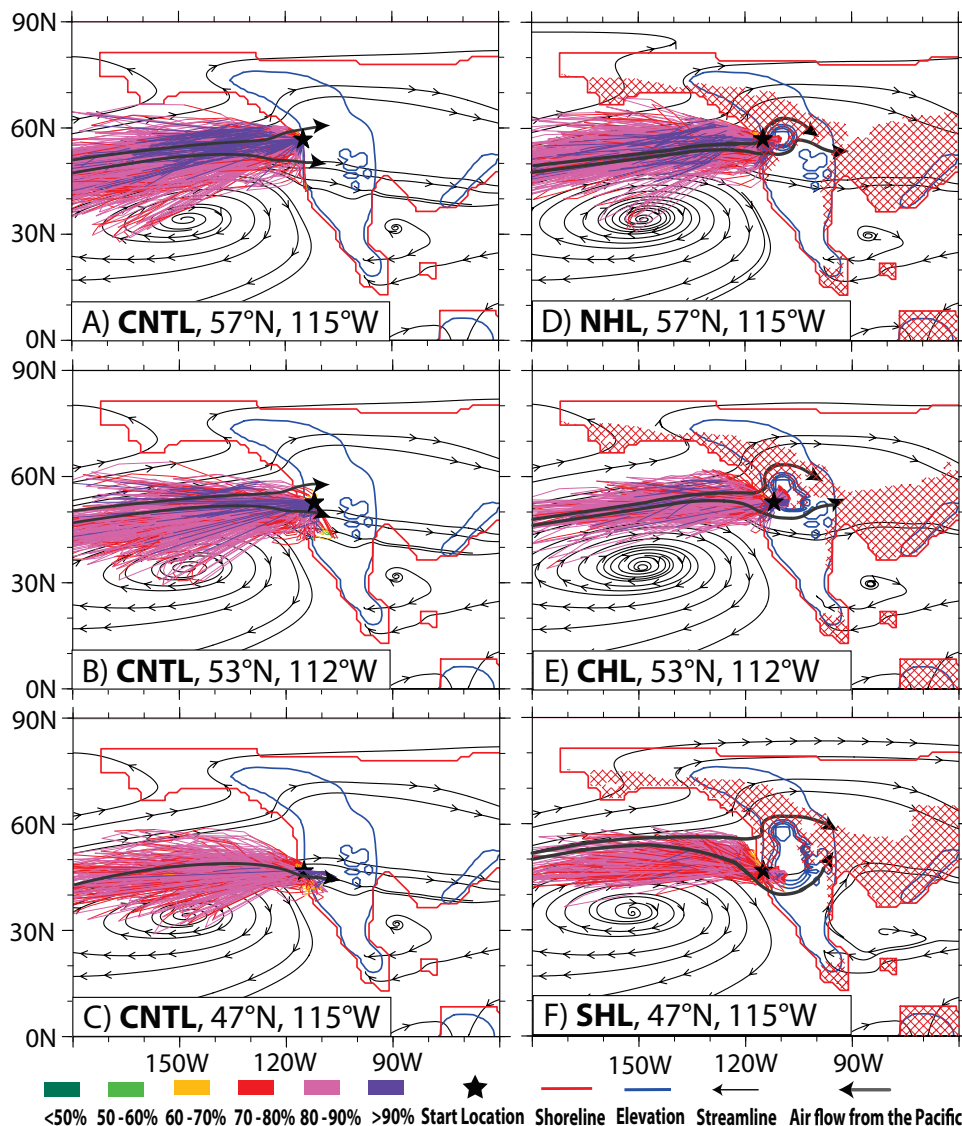 90N
60N
30N
0N
A) CNTL, 57°N, 115°W
D) NHL, 57°N, 115°W
90N
60N
30N
0N
B) CNTL, 53°N, 112°W
E) CHL, 53°N, 112°W
90N
60N
30N
0N
C) CNTL, 47°N, 115°W
F) SHL, 47°N, 115°W
150W 120W 90W 150W 120W 90W
<50% 50 -60% 60 -70% 70 -80% 80 -90% >90% Start Location Shoreline Elevation Streamline Air flow from the Pacific